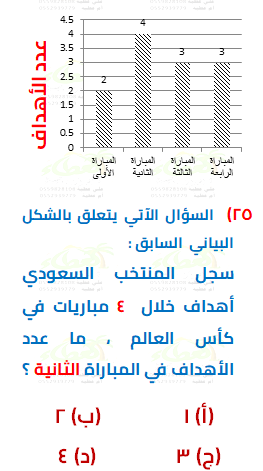 عدد الأهداف
4.5
4
3.5
3
2.5
2
1.5
1
0.5
0
2
4
3
3
المباراة الأولى
المباراة الثانية
المباراة الثالثة
المباراة الرابعة
٢٥) السؤال الآتي يتعلق بالشكل
البياني السابق :
سجل المنتخب السعودي
أهداف خلال ٤ مباريات في
كأس العالم ، ما عدد
الأهداف في المباراة الثانية ؟
(أ) ١ (ب) ٢
(ج) ٣ (د) ٤